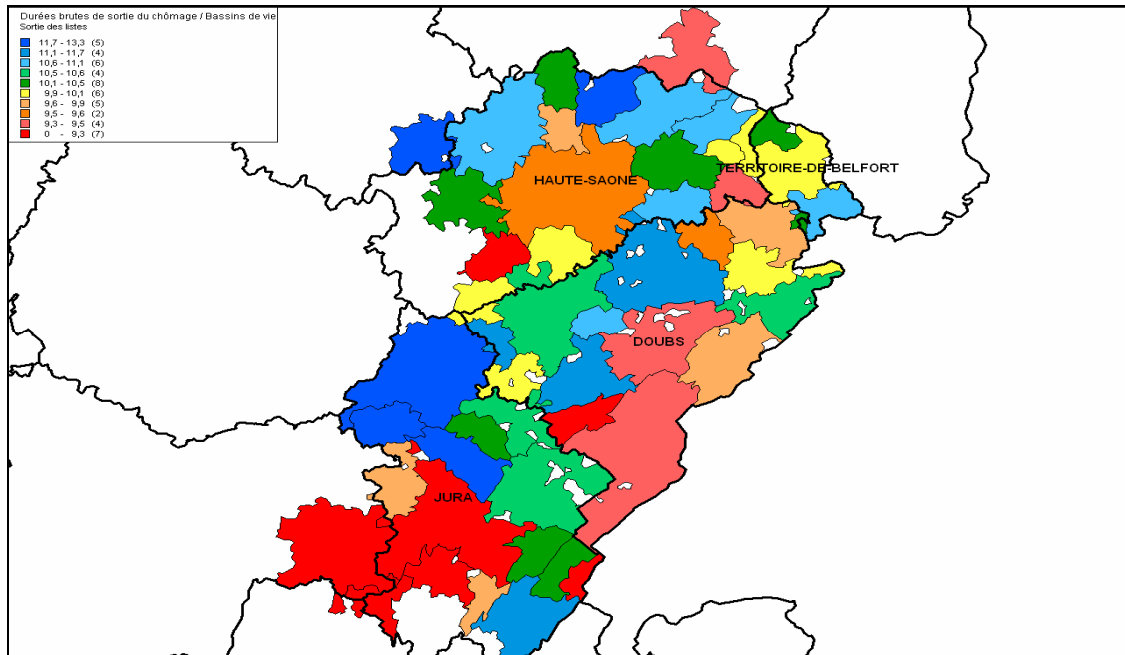 Durées brutes de sortie du chômage / Bassins de vie
Sortie des listes
11,7 - 13,3 (5)
11,1 - 11,7 (4)
10,6 - 11,1 (6)
10,5 - 10,6 (4)
10,1 - 10,5 (8)
9,9 - 10,1 (6)
9,6 - 9,9 (5)
9,5 - 9,6 (2)
9,3 - 9,5 (4)
0 - 9,3 (7)
TERRITOIRE-DE-BELFORT
HAUTE-SAONE
DOUBS
JURA